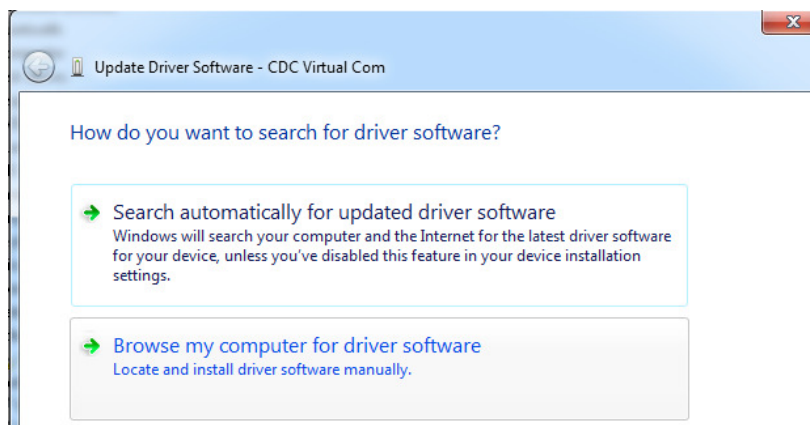 Update Driver Software - CDC Virtual Com
How do you want to search for driver software?
Search automatically for updated driver software
Windows will search your computer and the Internet for the latest driver software
for your device, unless you've disabled this feature in your device installation
settings.
Browse my computer for driver software
Locate and install driver software manually.